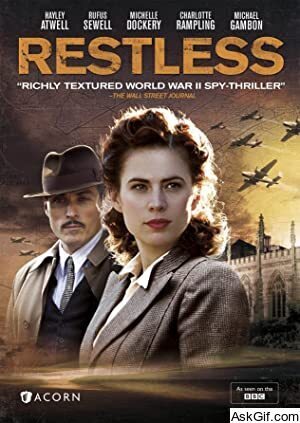 HAYLEY ATWELL RUFUS SEWELL MICHELLE DOCKERY CHARLOTTE RAMPLING MICHAEL GAMBON
RESTLESS
"RICHLY TEXTURED WORLD WAR II SPY-THRILLER"
-THE WALL STREET JOURNAL
ACORN
As seen on the
BBC
AskGif.com